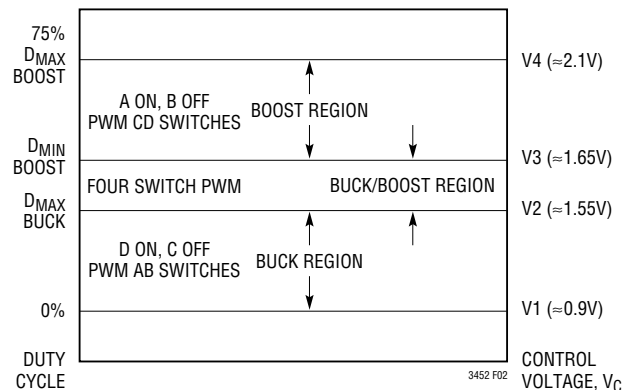 75%
DMAX
BOOST
V4 (≈2.1V)
A ON, B OFF
PWM CD SWITCHES
BOOST REGION
DMIN
BOOST
V3 (≈1.65V)
FOUR SWITCH PWM
BUCK/BOOST REGION
DMAX
BUCK
V2 (≈1.55V)
D ON, C OFF
PWM AB SWITCHES
BUCK REGION
0%
V1 (≈0.9V)
DUTY
CYCLE
3452 F02
CONTROL
VOLTAGE, VC